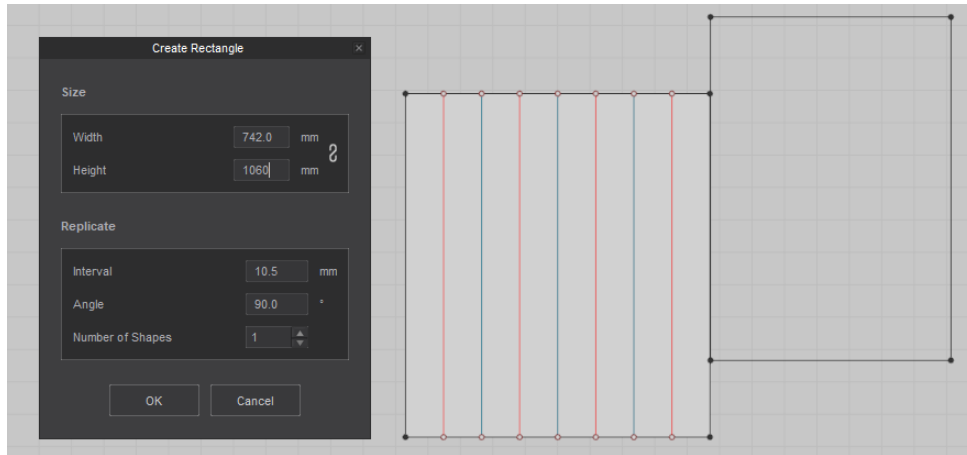 Create Rectangle ×
Size
Width 742.0 mm
Height 1060 mm
Replicate
Interval 10.5 mm
Angle 90.0 °
Number of Shapes 1
OK Cancel